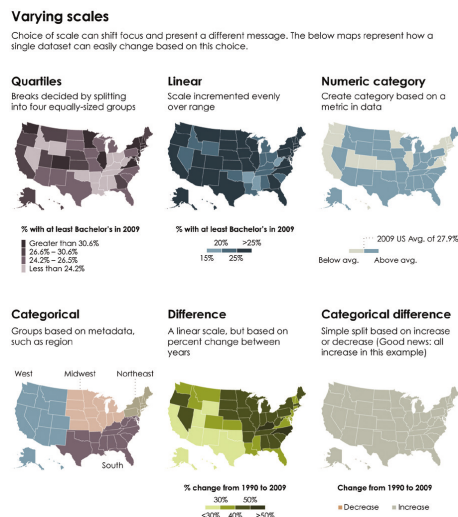 Varying scales
Choice of scale can shift focus and present a different message. The below maps represent how a
single dataset can easily change based on this choice.
Quartiles
Breaks decided by splitting
into four equally-sized groups
% with at least Bachelor's in 2009
Greater than 30.6%
26.6% – 30.6%
24.2% – 26.5%
Less than 24.2%
Linear
Scale incremented evenly
over range
% with at least Bachelor's in 2009
20% >25%
15% 25%
Numeric category
Create category based on a
metric in data
2009 US Avg. of 27.9%
Below avg. Above avg.
Categorical
Groups based on metadata,
such as region
West Midwest Northeast
South
Difference
A linear scale, but based on
percent change between
years
% change from 1990 to 2009
30% 50%
<30% 40% >50%
Categorical difference
Simple split based on increase
or decrease (Good news: all
increase in this example)
Change from 1990 to 2009
Decrease Increase